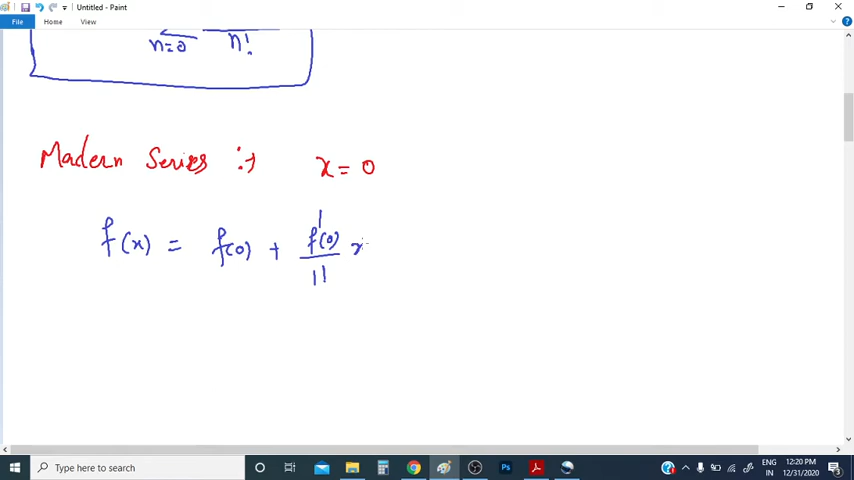 Untitled - Paint
File Home View
n=0 n!
Madern Series :→ x = 0
f(x) = f(0) + f'(0)/1! x
Type here to search
ENG 12:20 PM
IN 12/31/2020